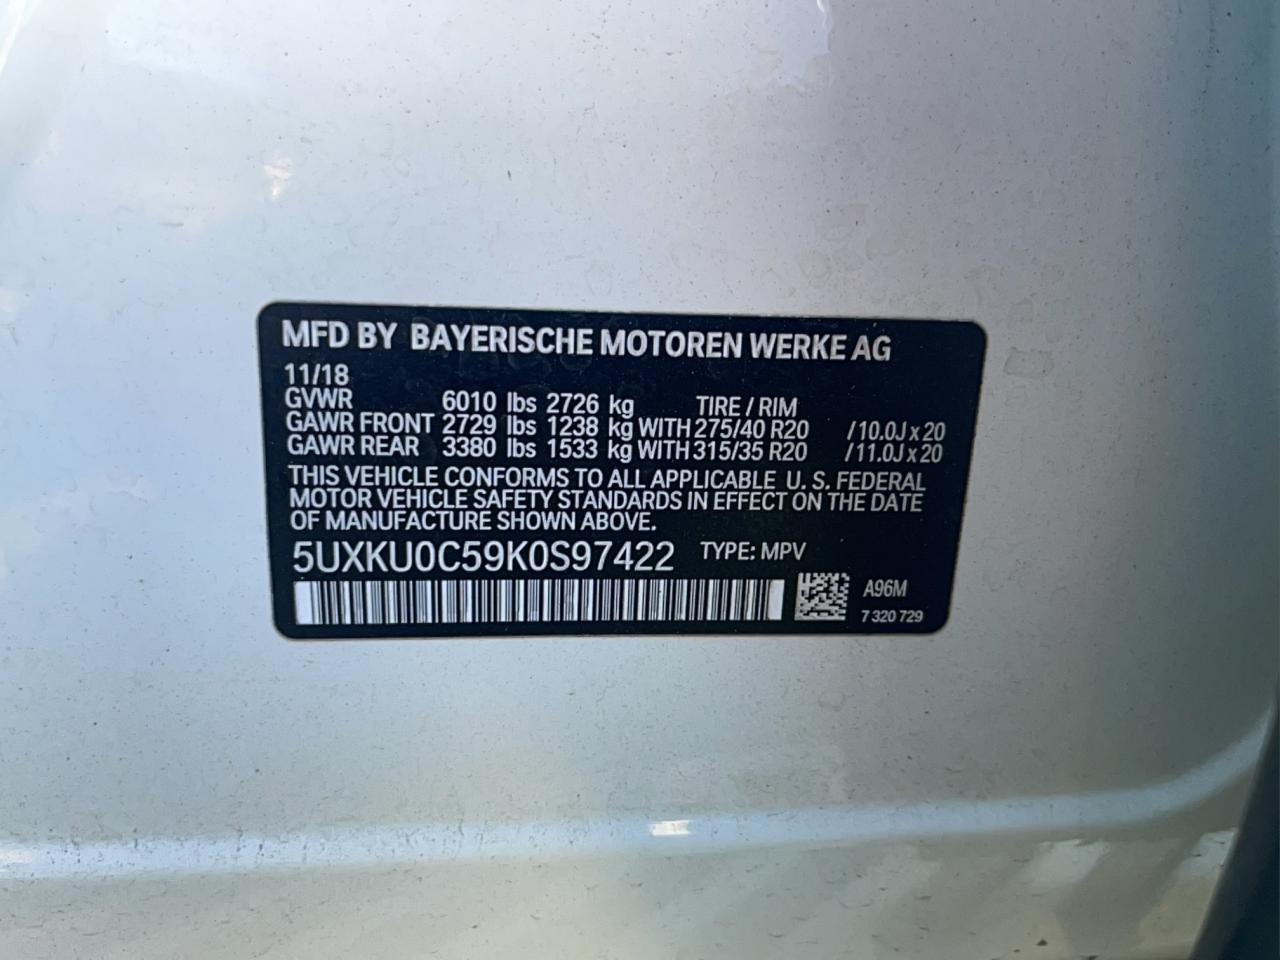 MFD BY BAYERISCHE MOTOREN WERKE AG
11/18
GVWR 6010 lbs 2726 kg TIRE / RIM
GAWR FRONT 2729 lbs 1238 kg WITH 275/40 R20 /10.0J x 20
GAWR REAR 3380 lbs 1533 kg WITH 315/35 R20 /11.0J x 20
THIS VEHICLE CONFORMS TO ALL APPLICABLE U. S. FEDERAL
MOTOR VEHICLE SAFETY STANDARDS IN EFFECT ON THE DATE
OF MANUFACTURE SHOWN ABOVE.
5UXKU0C59K0S97422 TYPE: MPV
A96M
7 320 729